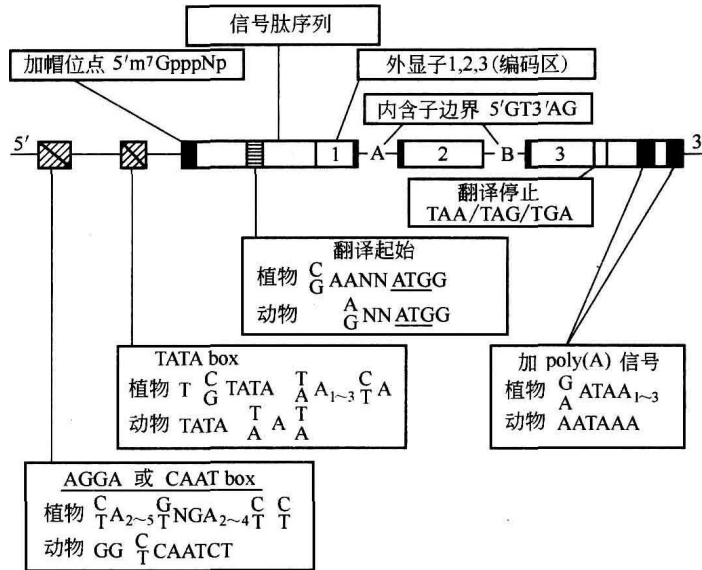 信号肽序列
加帽位点 5′m⁷GpppNp
外显子1,2,3(编码区)
内含子边界 5′GT3′AG
5′
1
A
2
B
3
3′
翻译停止
TAA/TAG/TGA
翻译起始
植物 C/G AANN ATGG
动物 A/G NN ATGG
TATA box
植物 T C/G TATA T/A A₁~₃ C/T A
动物 TATA T/A A T/A
加 poly(A) 信号
植物 G/A ATAA₁~₃
动物 AATAAA
AGGA 或 CAAT box
植物 C/T A₂~₅ G/T NGA₂~₄ C/T C/T
动物 GG C/T CAATCT